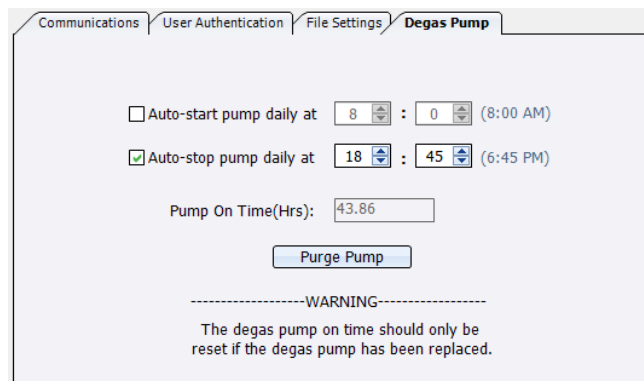 Communications User Authentication File Settings Degas Pump
Auto-start pump daily at 8 : 0 (8:00 AM)
Auto-stop pump daily at 18 : 45 (6:45 PM)
Pump On Time(Hrs): 43.86
Purge Pump
-------------------WARNING------------------
The degas pump on time should only be
reset if the degas pump has been replaced.